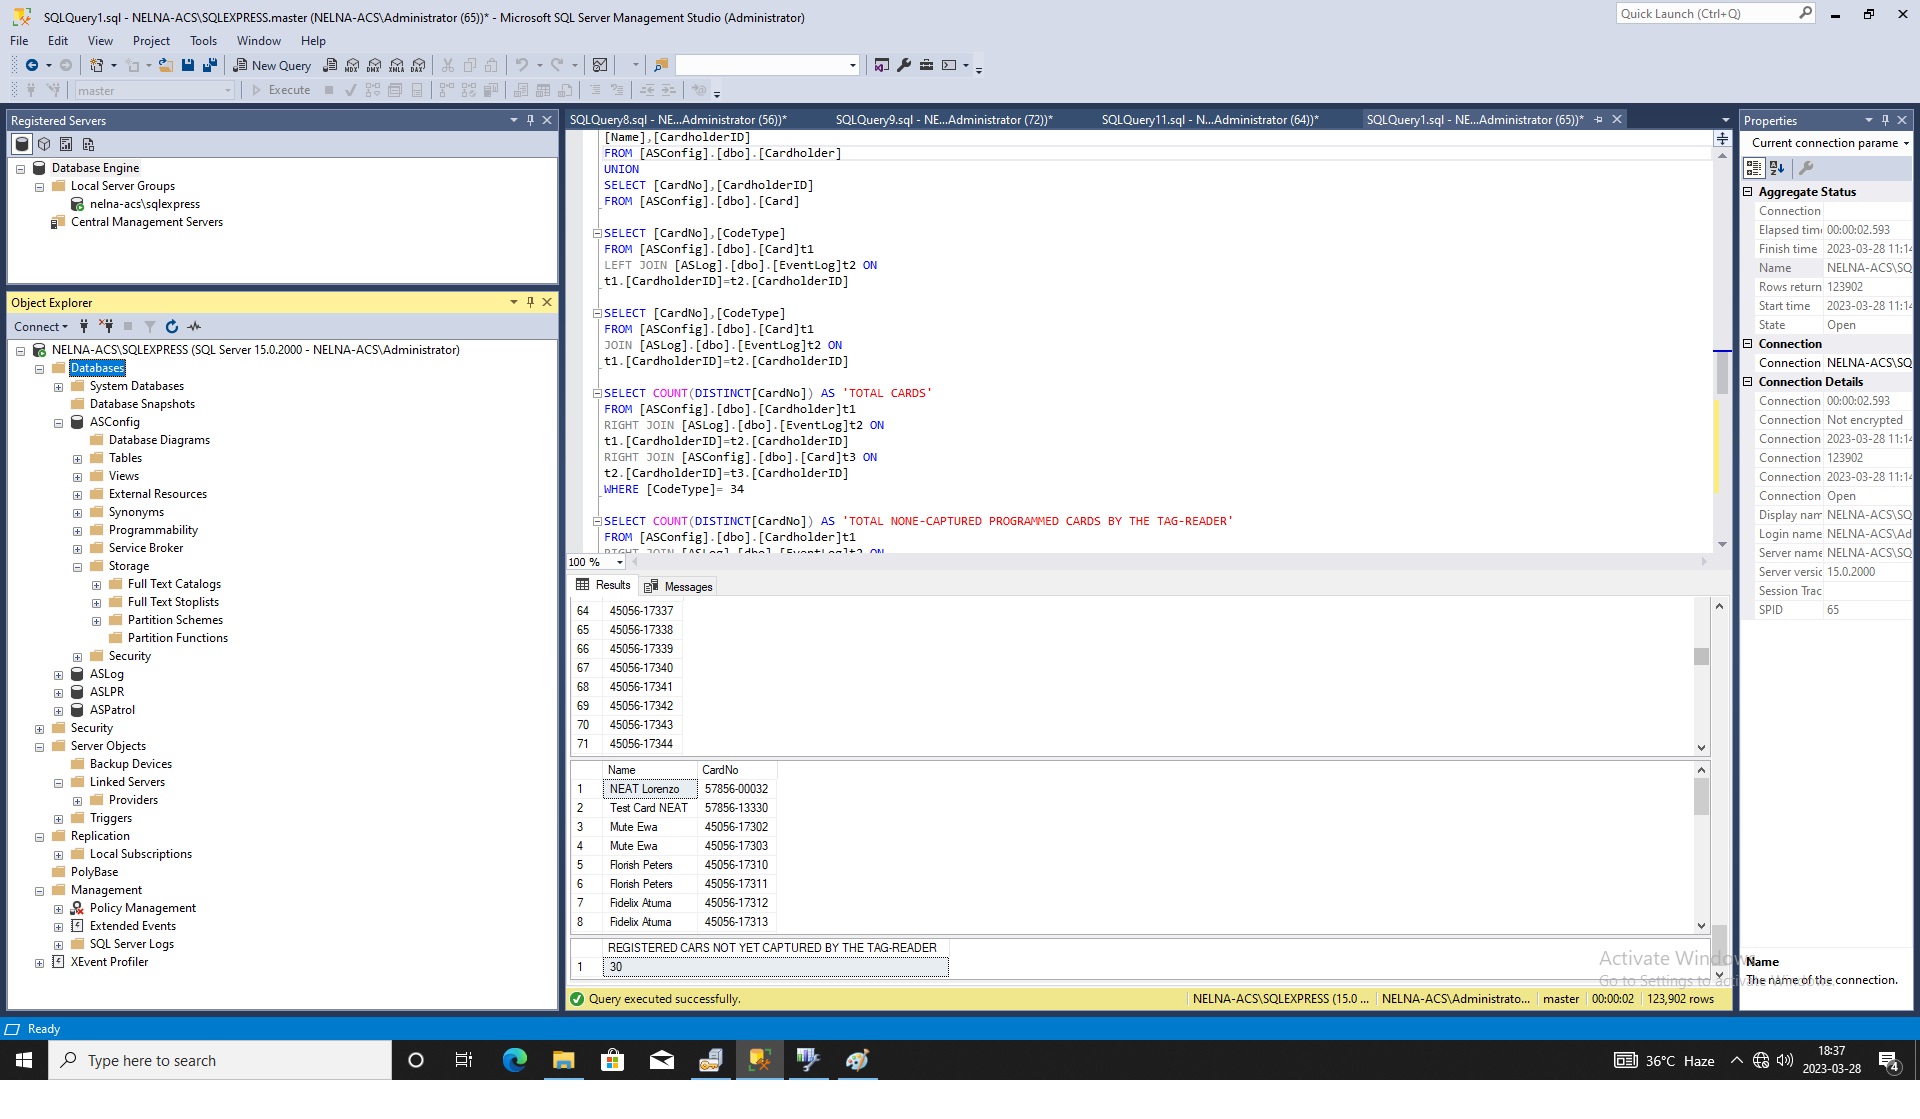 SQLQuery1.sql - NELNA-ACS\SQLEXPRESS.master (NELNA-ACS\Administrator (65))* - Microsoft SQL Server Management Studio (Administrator)
Quick Launch (Ctrl+Q)
File Edit View Project Tools Window Help
New Query
MDX DMX XMLA DAX
master
Execute
Registered Servers
Database Engine
Local Server Groups
nelna-acs\sqlexpress
Central Management Servers
Object Explorer
Connect
NELNA-ACS\SQLEXPRESS (SQL Server 15.0.2000 - NELNA-ACS\Administrator)
Databases
System Databases
Database Snapshots
ASConfig
Database Diagrams
Tables
Views
External Resources
Synonyms
Programmability
Service Broker
Storage
Full Text Catalogs
Full Text Stoplists
Partition Schemes
Partition Functions
Security
ASLog
ASLPR
ASPatrol
Security
Server Objects
Backup Devices
Linked Servers
Providers
Triggers
Replication
Local Subscriptions
PolyBase
Management
Policy Management
Extended Events
SQL Server Logs
XEvent Profiler
SQLQuery8.sql - NE...Administrator (56))*
SQLQuery9.sql - NE...Administrator (72))*
SQLQuery11.sql - N...Administrator (64))*
SQLQuery1.sql - NE...Administrator (65))*
[Name],[CardholderID]
FROM [ASConfig].[dbo].[Cardholder]
UNION
SELECT [CardNo],[CardholderID]
FROM [ASConfig].[dbo].[Card]
SELECT [CardNo],[CodeType]
FROM [ASConfig].[dbo].[Card]t1
LEFT JOIN [ASLog].[dbo].[EventLog]t2 ON
t1.[CardholderID]=t2.[CardholderID]
SELECT [CardNo],[CodeType]
FROM [ASConfig].[dbo].[Card]t1
JOIN [ASLog].[dbo].[EventLog]t2 ON
t1.[CardholderID]=t2.[CardholderID]
SELECT COUNT(DISTINCT[CardNo]) AS 'TOTAL CARDS'
FROM [ASConfig].[dbo].[Cardholder]t1
RIGHT JOIN [ASLog].[dbo].[EventLog]t2 ON
t1.[CardholderID]=t2.[CardholderID]
RIGHT JOIN [ASConfig].[dbo].[Card]t3 ON
t2.[CardholderID]=t3.[CardholderID]
WHERE [CodeType]= 34
SELECT COUNT(DISTINCT[CardNo]) AS 'TOTAL NONE-CAPTURED PROGRAMMED CARDS BY THE TAG-READER'
FROM [ASConfig].[dbo].[Cardholder]t1
RIGHT JOIN [ASLog].[dbo].[EventLog]t2 ON
100 %
Results Messages
64 45056-17337
65 45056-17338
66 45056-17339
67 45056-17340
68 45056-17341
69 45056-17342
70 45056-17343
71 45056-17344
Name CardNo
1 NEAT Lorenzo 57856-00032
2 Test Card NEAT 57856-13330
3 Mute Ewa 45056-17302
4 Mute Ewa 45056-17303
5 Florish Peters 45056-17310
6 Florish Peters 45056-17311
7 Fidelix Atuma 45056-17312
8 Fidelix Atuma 45056-17313
REGISTERED CARS NOT YET CAPTURED BY THE TAG-READER
1 30
Query executed successfully.
NELNA-ACS\SQLEXPRESS (15.0 ... NELNA-ACS\Administrato... master 00:00:02 123,902 rows
Properties
Current connection parame
Aggregate Status
Connection
Elapsed time 00:00:02.593
Finish time 2023-03-28 11:14
Name NELNA-ACS\SQ
Rows return 123902
Start time 2023-03-28 11:14
State Open
Connection
Connection NELNA-ACS\SQ
Connection Details
Connection 00:00:02.593
Connection Not encrypted
Connection 2023-03-28 11:14
Connection 123902
Connection 2023-03-28 11:14
Connection Open
Display nam NELNA-ACS\SQ
Login name NELNA-ACS\Ad
Server name NELNA-ACS\SQ
Server versic 15.0.2000
Session Trac
SPID 65
Name
The name of the connection.
Activate Windows
Go to Settings to activate Windows.
Ready
Type here to search
36°C Haze
18:37
2023-03-28
4